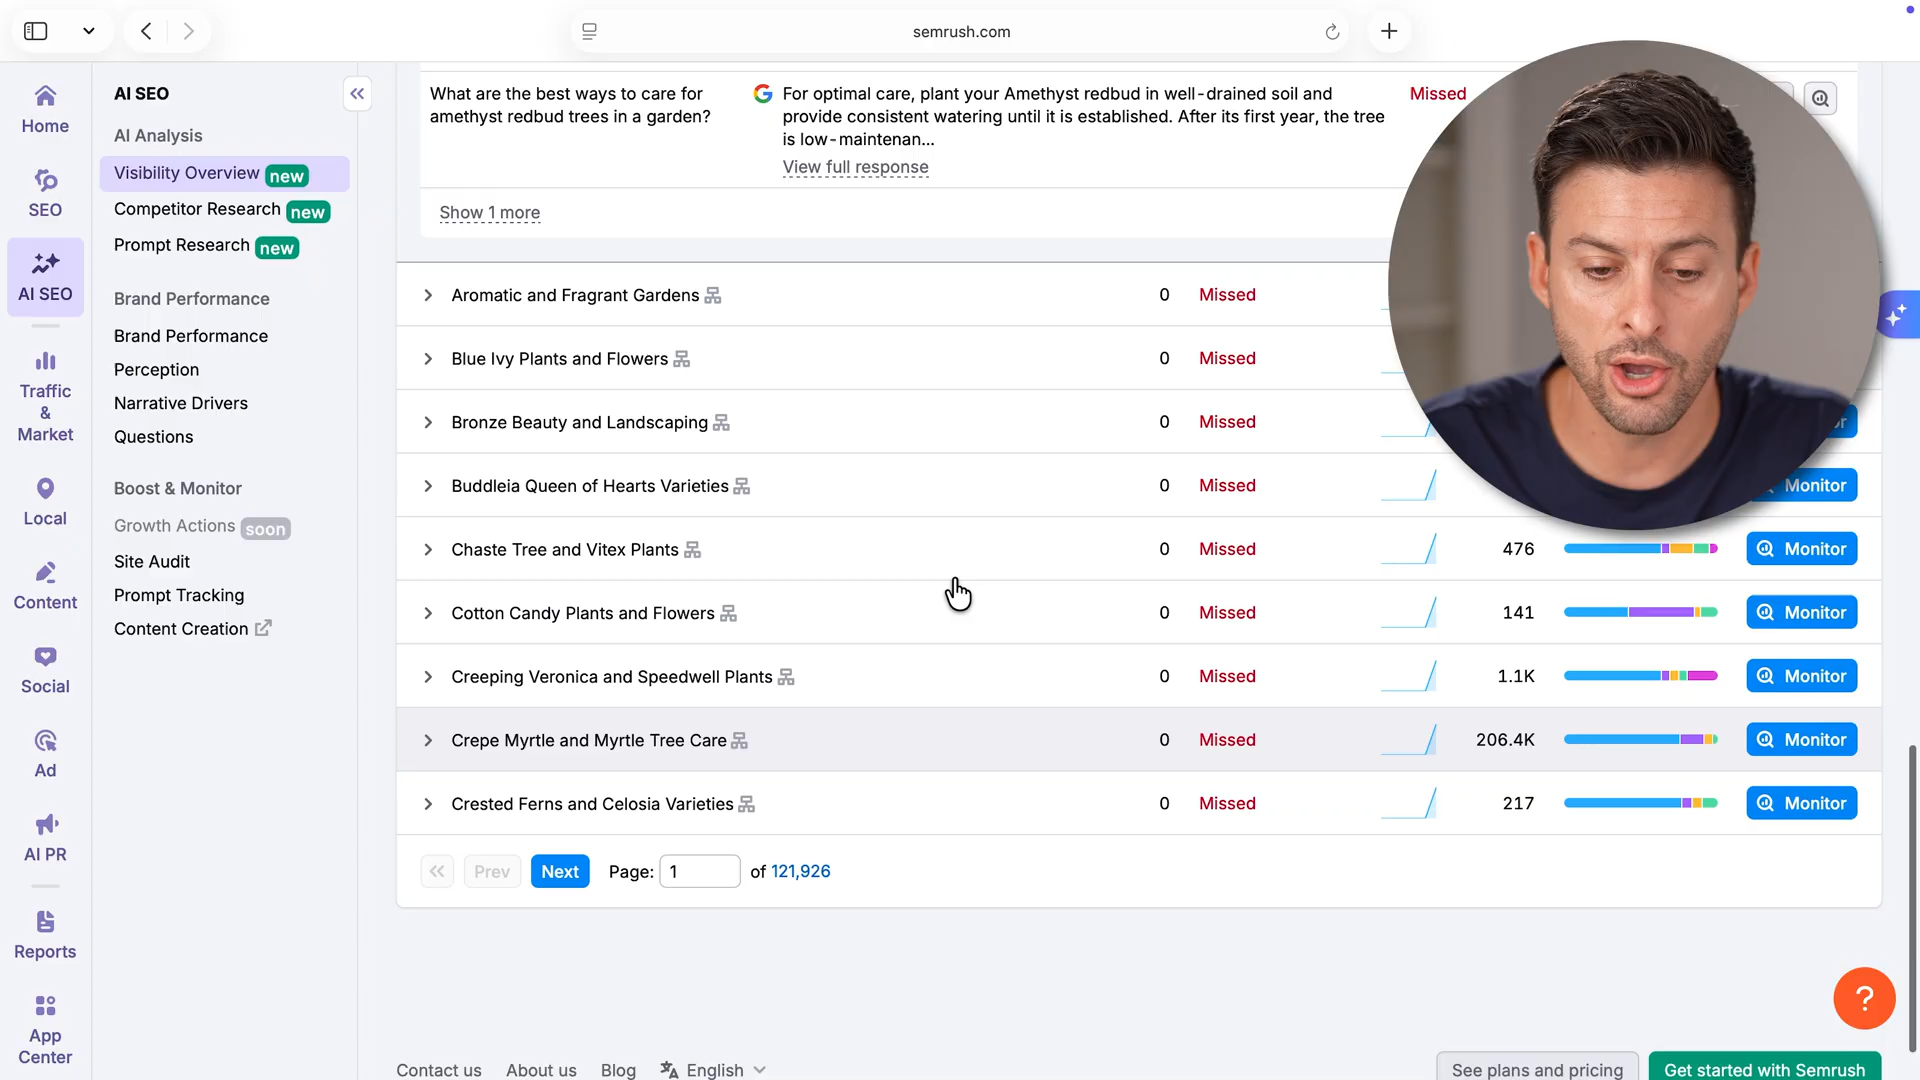 semrush.com
Home
SEO
AI SEO
Traffic
&
Market
Local
Content
Social
Ad
AI PR
Reports
App
Center
AI SEO
AI Analysis
Visibility Overview new
Competitor Research new
Prompt Research new
Brand Performance
Brand Performance
Perception
Narrative Drivers
Questions
Boost & Monitor
Growth Actions soon
Site Audit
Prompt Tracking
Content Creation
What are the best ways to care for
amethyst redbud trees in a garden?
For optimal care, plant your Amethyst redbud in well-drained soil and
provide consistent watering until it is established. After its first year, the tree
is low-maintenan...
View full response
Missed
Show 1 more
Aromatic and Fragrant Gardens 0 Missed
Blue Ivy Plants and Flowers 0 Missed
Bronze Beauty and Landscaping 0 Missed
Buddleia Queen of Hearts Varieties 0 Missed Monitor
Chaste Tree and Vitex Plants 0 Missed 476 Monitor
Cotton Candy Plants and Flowers 0 Missed 141 Monitor
Creeping Veronica and Speedwell Plants 0 Missed 1.1K Monitor
Crepe Myrtle and Myrtle Tree Care 0 Missed 206.4K Monitor
Crested Ferns and Celosia Varieties 0 Missed 217 Monitor
Prev Next Page: 1 of 121,926
?
Contact us About us Blog English See plans and pricing Get started with Semrush